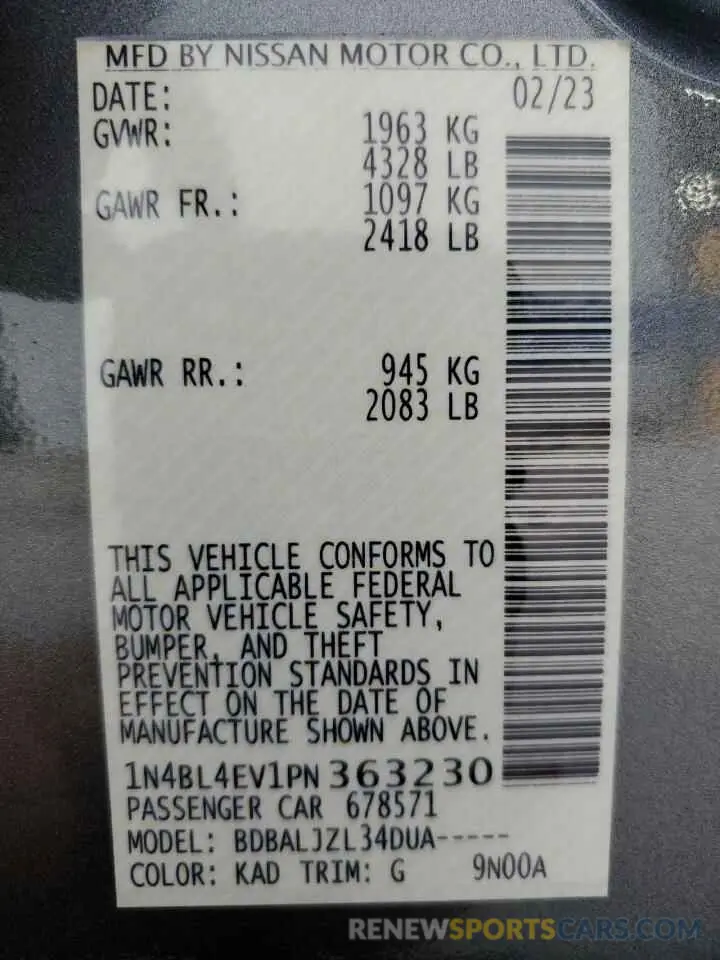 MFD BY NISSAN MOTOR CO., LTD.
DATE: 02/23
GVWR: 1963 KG
4328 LB
GAWR FR.: 1097 KG
2418 LB
GAWR RR.: 945 KG
2083 LB
THIS VEHICLE CONFORMS TO
ALL APPLICABLE FEDERAL
MOTOR VEHICLE SAFETY,
BUMPER, AND THEFT
PREVENTION STANDARDS IN
EFFECT ON THE DATE OF
MANUFACTURE SHOWN ABOVE.
1N4BL4EV1PN363230
PASSENGER CAR 678571
MODEL: BDBALJZL34DUA-----
COLOR: KAD TRIM: G 9N00A
RENEWSPORTSCARS.COM